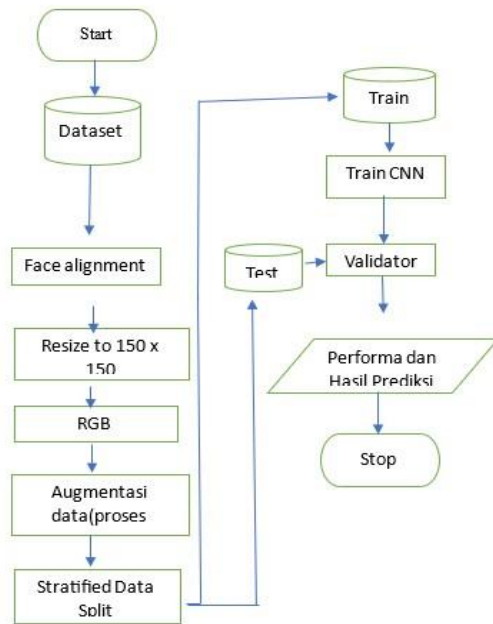 Start
Dataset
Face alignment
Resize to 150 x
150
RGB
Augmentasi
data(proses
Stratified Data
Split
Train
Train CNN
Test
Validator
Performa dan
Hasil Prediksi
Stop